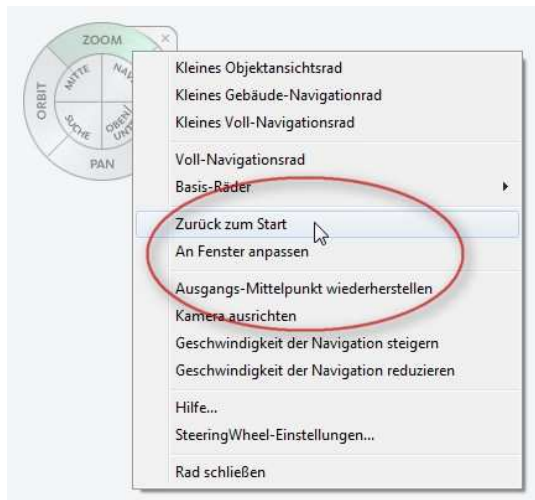 ZOOM
ORBIT
MITTE
SUCHE
OBEN/
PAN
Kleines Objektansichtsrad
Kleines Gebäude-Navigationrad
Kleines Voll-Navigationsrad
Voll-Navigationsrad
Basis-Räder
Zurück zum Start
An Fenster anpassen
Ausgangs-Mittelpunkt wiederherstellen
Kamera ausrichten
Geschwindigkeit der Navigation steigern
Geschwindigkeit der Navigation reduzieren
Hilfe...
SteeringWheel-Einstellungen...
Rad schließen